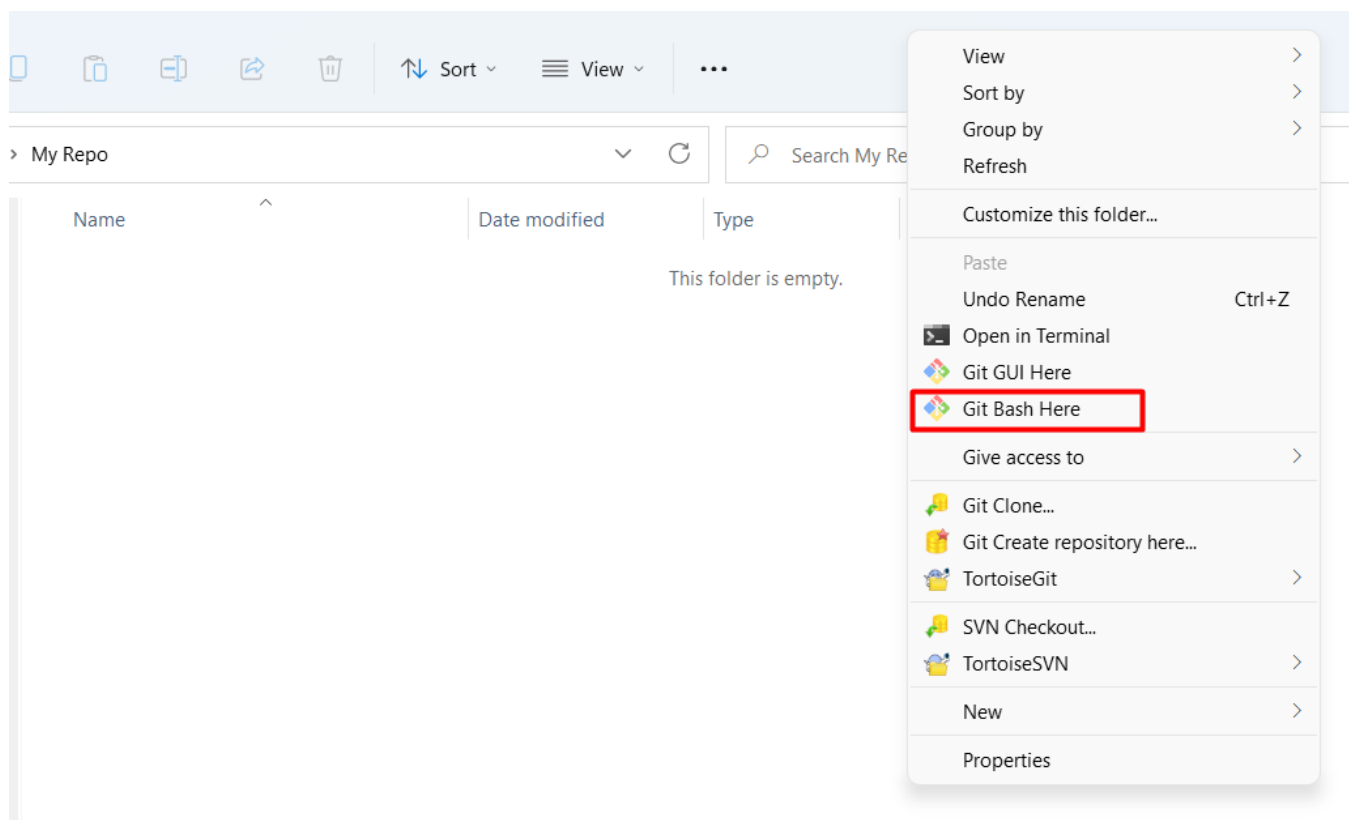 Sort
View
My Repo
Search My Re
Name
Date modified
Type
This folder is empty.
View
Sort by
Group by
Refresh
Customize this folder...
Paste
Undo Rename Ctrl+Z
Open in Terminal
Git GUI Here
Git Bash Here
Give access to
Git Clone...
Git Create repository here...
TortoiseGit
SVN Checkout...
TortoiseSVN
New
Properties